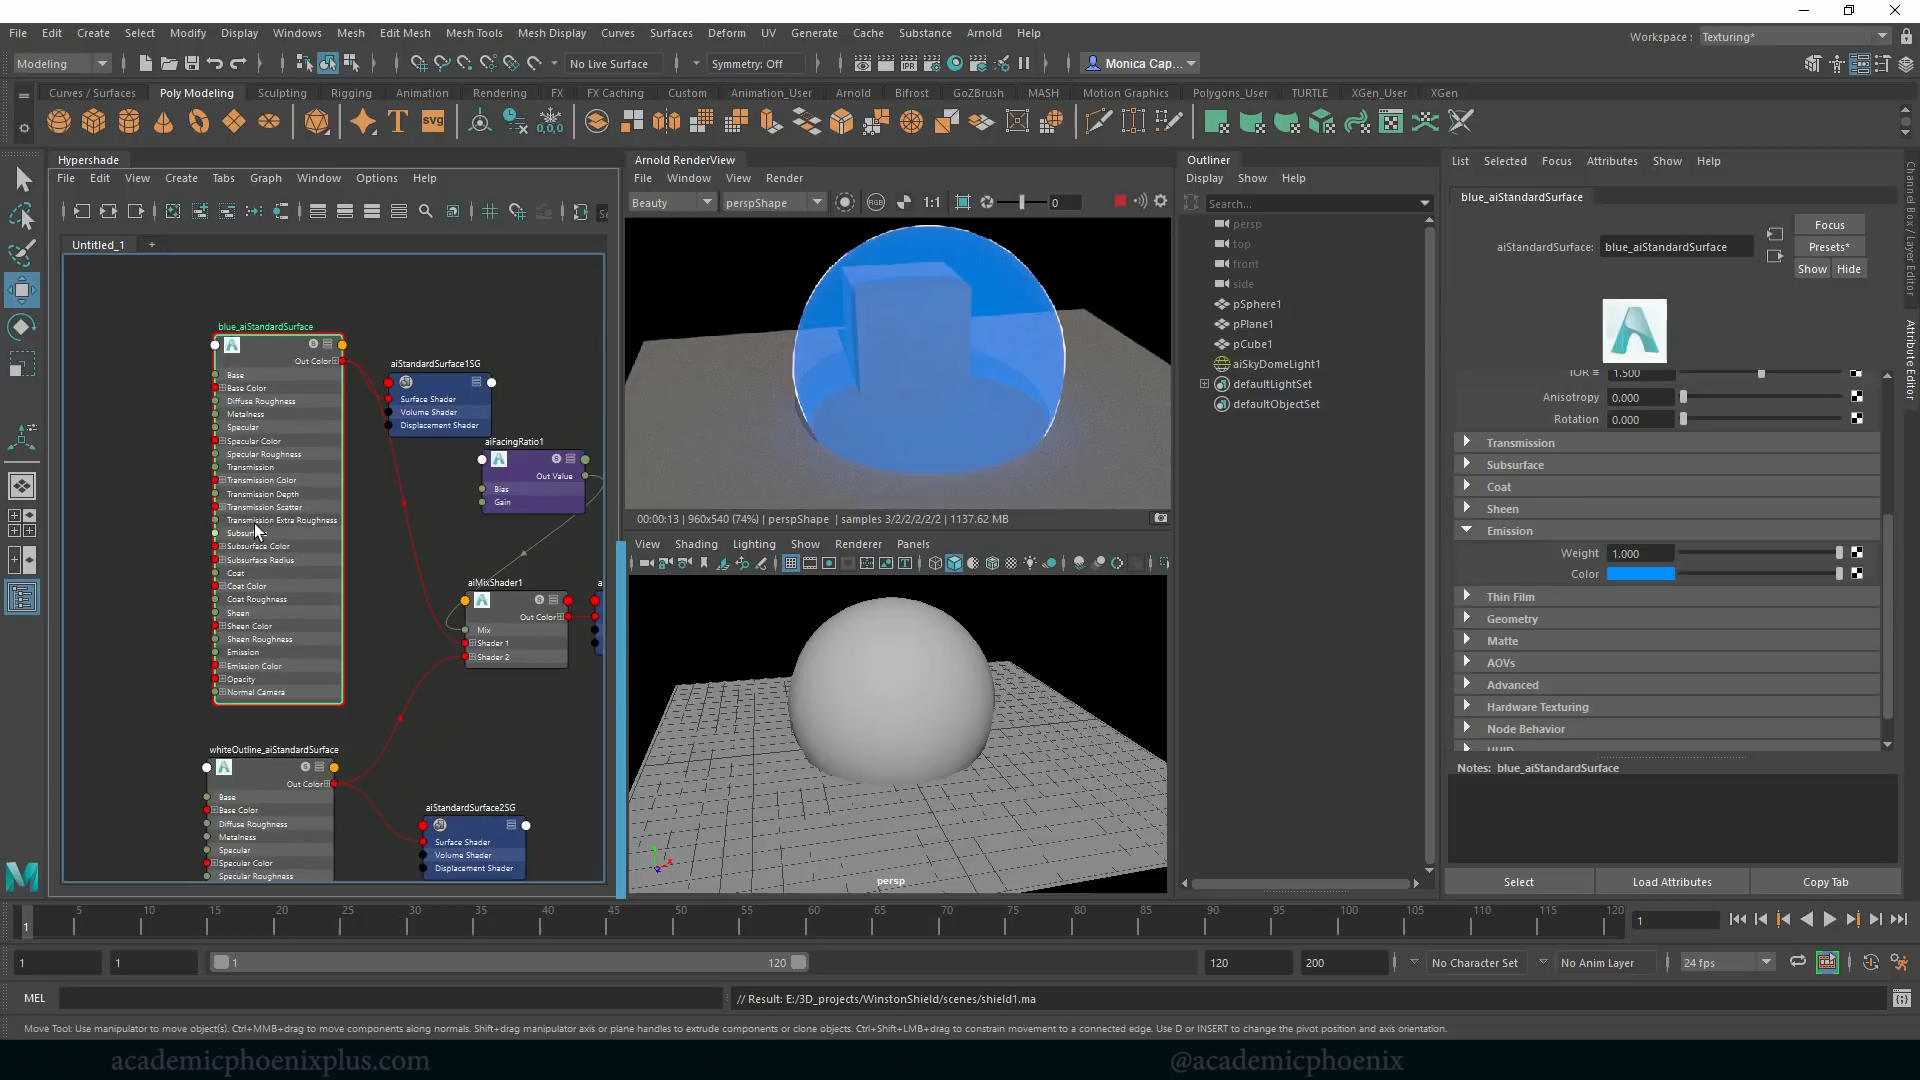 File Edit Create Select Modify Display Windows Mesh Edit Mesh Mesh Tools Mesh Display Curves Surfaces Deform UV Generate Cache Substance Arnold Help
Workspace : Texturing*
Modeling No Live Surface Symmetry: Off Monica Cap...
Curves / Surfaces Poly Modeling Sculpting Rigging Animation Rendering FX FX Caching Custom Animation_User Arnold Bifrost GoZBrush MASH Motion Graphics Polygons_User TURTLE XGen_User XGen
T svg 0,0,0
Hypershade
File Edit View Create Tabs Graph Window Options Help
Untitled_1 +
blue_aiStandardSurface
Out Color
Base
Base Color
Diffuse Roughness
Metalness
Specular
Specular Color
Specular Roughness
Transmission
Transmission Color
Transmission Depth
Transmission Scatter
Transmission Extra Roughness
Subsurface Color
Subsurface Radius
Coat
Coat Color
Coat Roughness
Sheen
Sheen Color
Sheen Roughness
Emission
Emission Color
Opacity
Normal Camera
aiStandardSurface1SG
Surface Shader
Volume Shader
Displacement Shader
aiFacingRatio1
Out Value
Bias
Gain
aiMixShader1
Out Color
Mix
Shader 1
Shader 2
a
whiteOutline_aiStandardSurface
Out Color
Base
Base Color
Diffuse Roughness
Metalness
Specular
Specular Color
Specular Roughness
aiStandardSurface2SG
Surface Shader
Volume Shader
Displacement Shader
Arnold RenderView
File Window View Render
Beauty perspShape RGB 1:1 0
00:00:13 | 960x540 (74%) | perspShape | samples 3/2/2/2/2/2 | 1137.62 MB
View Shading Lighting Show Renderer Panels
persp
Outliner
Display Show Help
Search...
persp
top
front
side
pSphere1
pPlane1
pCube1
aiSkyDomeLight1
defaultLightSet
defaultObjectSet
List Selected Focus Attributes Show Help
blue_aiStandardSurface
aiStandardSurface: blue_aiStandardSurface
Focus
Presets*
Show Hide
IOR 1.500
Anisotropy 0.000
Rotation 0.000
Transmission
Subsurface
Coat
Sheen
Emission
Weight 1.000
Color
Thin Film
Geometry
Matte
AOVs
Advanced
Hardware Texturing
Node Behavior
UUID
Notes: blue_aiStandardSurface
Select Load Attributes Copy Tab
Channel Box / Layer Editor
Attribute Editor
5 10 15 20 25 30 35 40 45 50 55 60 65 70 75 80 85 90 95 100 105 110 115 120
1 1
1 1 1 120 120 200 No Character Set No Anim Layer 24 fps
MEL // Result: E:/3D_projects/WinstonShield/scenes/shield1.ma
Move Tool: Use manipulator to move object(s). Ctrl+MMB+drag to move components along normals. Shift+drag manipulator axis or plane handles to extrude components or clone objects. Ctrl+Shift+LMB+drag to constrain movement to a connected edge. Use D or INSERT to change the pivot position and axis orientation.
academicphoenixplus.com @academicphoenix